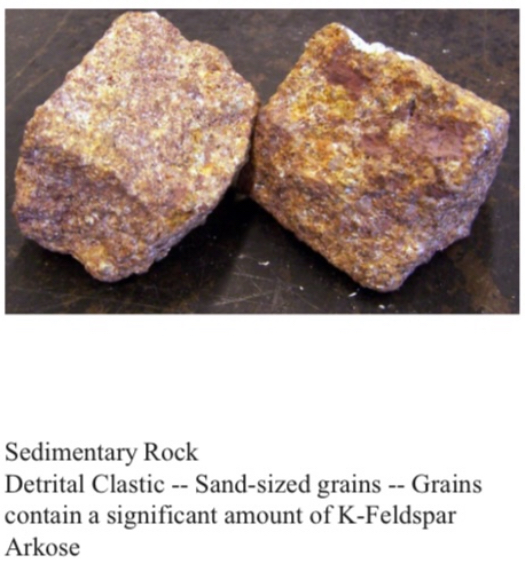 Sedimentary Rock
Detrital Clastic -- Sand-sized grains -- Grains
contain a significant amount of K-Feldspar
Arkose